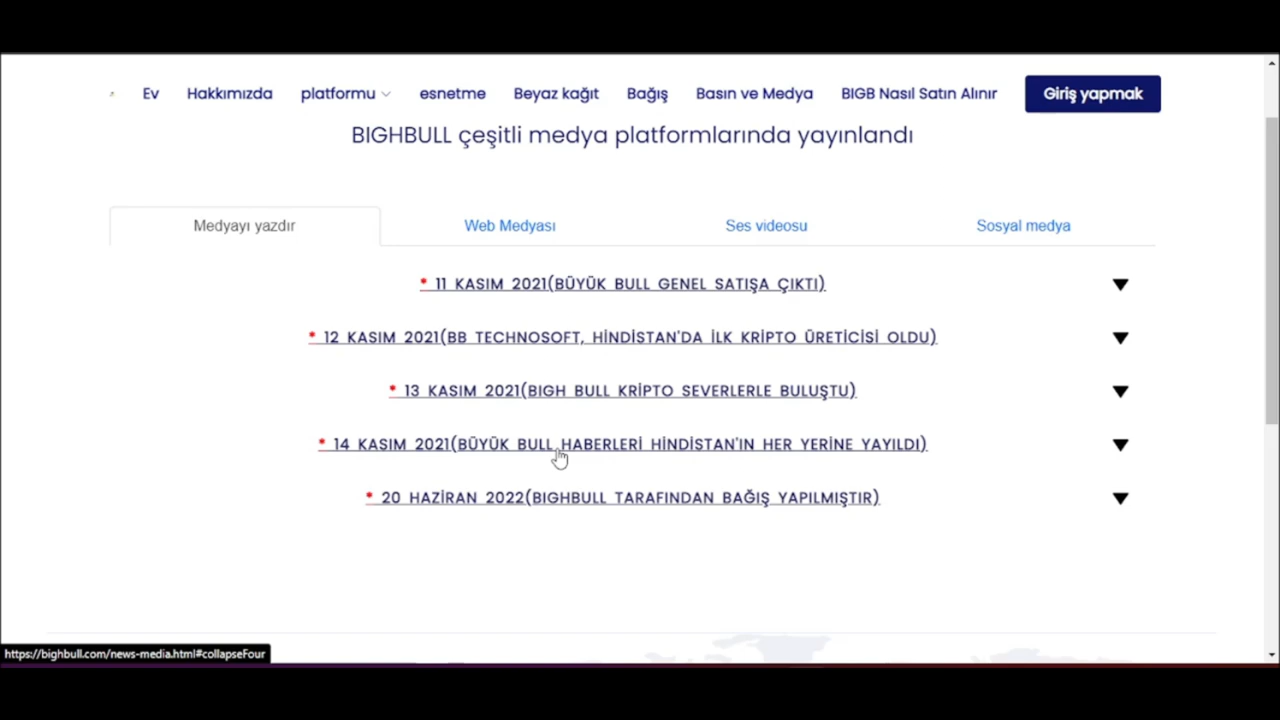 Ev Hakkımızda platformu esnetme Beyaz kağıt Bağış Basın ve Medya BIGB Nasıl Satın Alınır Giriş yapmak
BIGHBULL çeşitli medya platformlarında yayınlandı
Medyayı yazdır Web Medyası Ses videosu Sosyal medya
* 11 KASIM 2021(BÜYÜK BULL GENEL SATIŞA ÇIKTI)
* 12 KASIM 2021(BB TECHNOSOFT, HİNDİSTAN'DA İLK KRİPTO ÜRETİCİSİ OLDU)
* 13 KASIM 2021(BIGH BULL KRİPTO SEVERLERLE BULUŞTU)
* 14 KASIM 2021(BÜYÜK BULL HABERLERİ HİNDİSTAN'IN HER YERİNE YAYILDI)
* 20 HAZİRAN 2022(BIGHBULL TARAFINDAN BAĞIŞ YAPILMIŞTIR)
https://bighbull.com/news-media.html#collapseFour